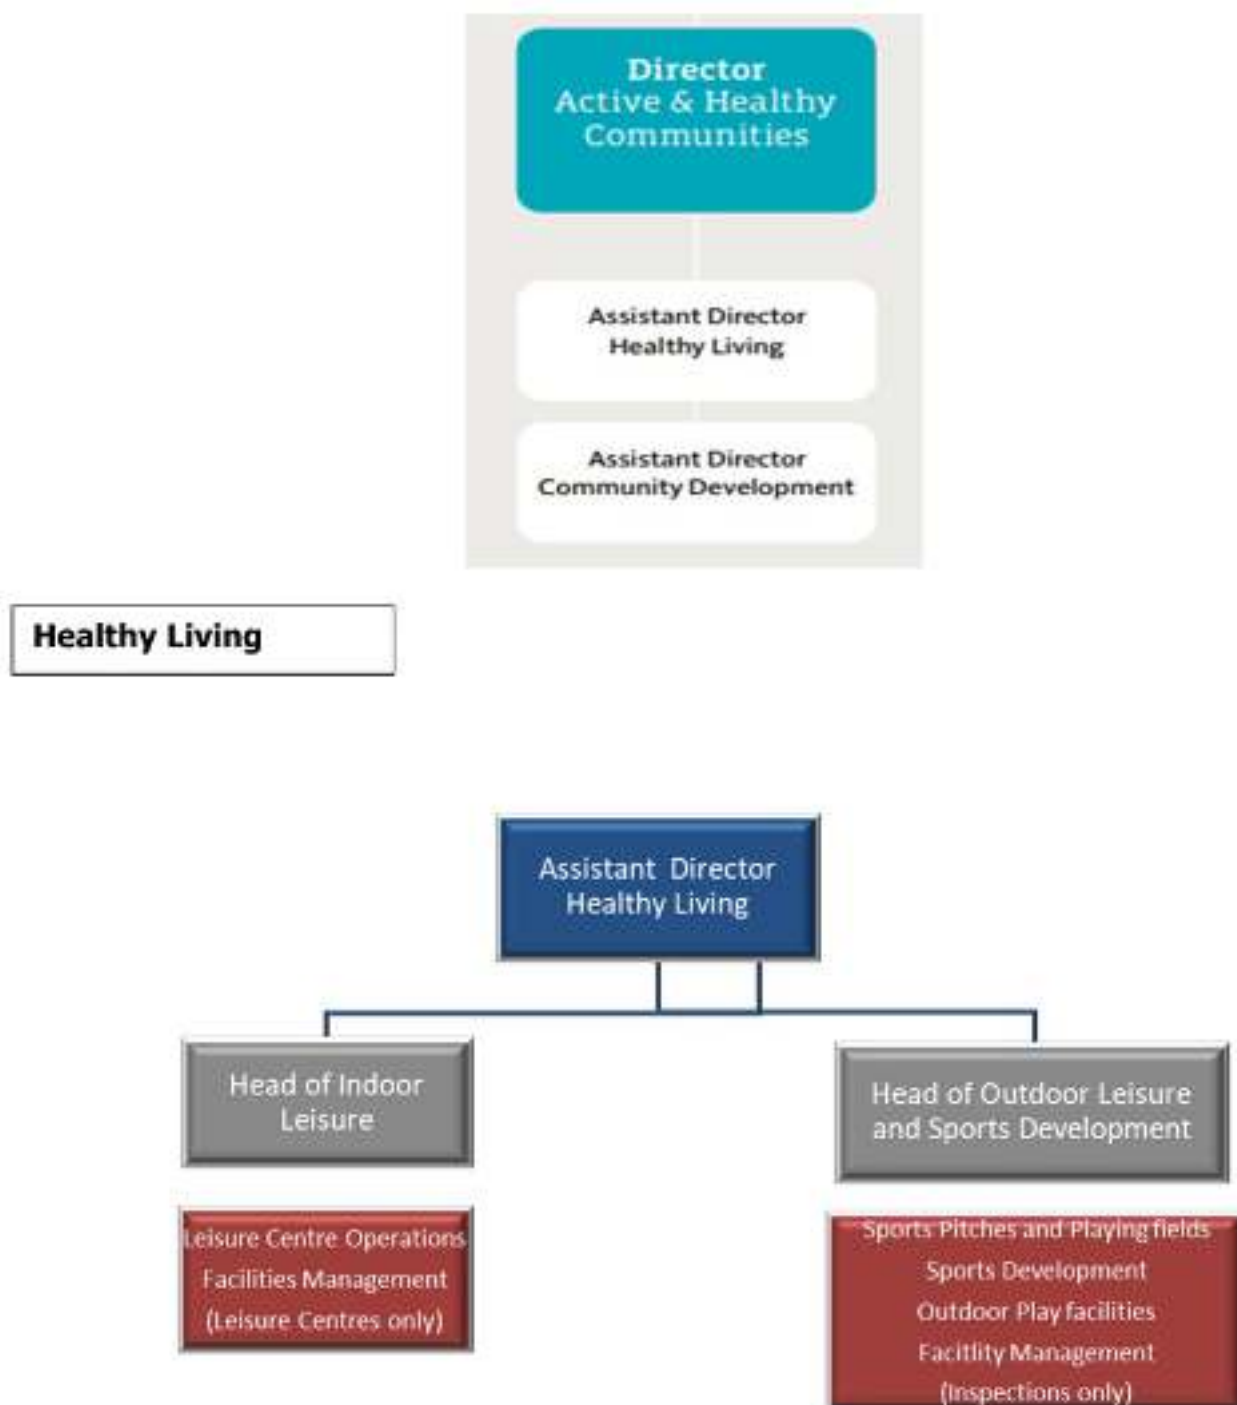 Director
Active & Healthy
Communities
Assistant Director
Healthy Living
Assistant Director
Community Development
Healthy Living
Assistant Director
Healthy Living
Head of Indoor
Leisure
Head of Outdoor Leisure
and Sports Development
Leisure Centre Operations
Facilities Management
(Leisure Centres only)
Sports Pitches and Playing fields
Sports Development
Outdoor Play facilities
Facitlity Management
(Inspections only)